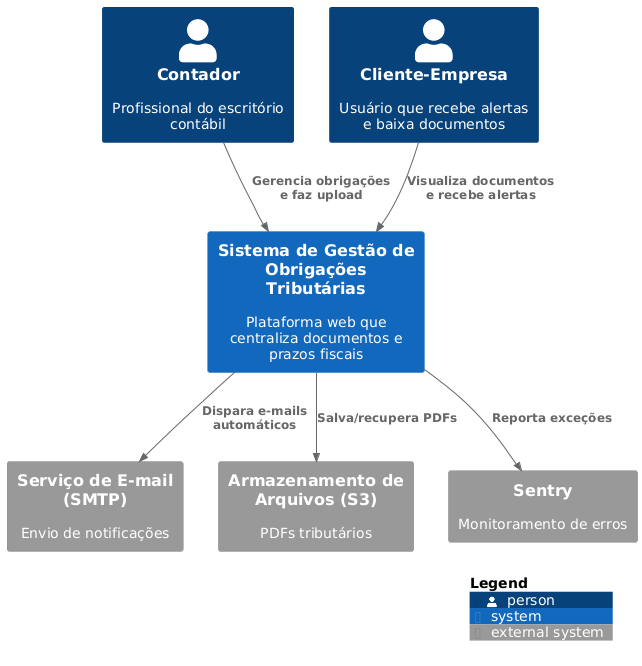 Contador
Profissional do escritório
contábil
Cliente-Empresa
Usuário que recebe alertas
e baixa documentos
Gerencia obrigações
e faz upload
Visualiza documentos
e recebe alertas
Sistema de Gestão de
Obrigações
Tributárias
Plataforma web que
centraliza documentos e
prazos fiscais
Dispara e-mails
automáticos
Salva/recupera PDFs
Reporta exceções
Serviço de E-mail
(SMTP)
Envio de notificações
Armazenamento de
Arquivos (S3)
PDFs tributários
Sentry
Monitoramento de erros
Legend
person
system
external system